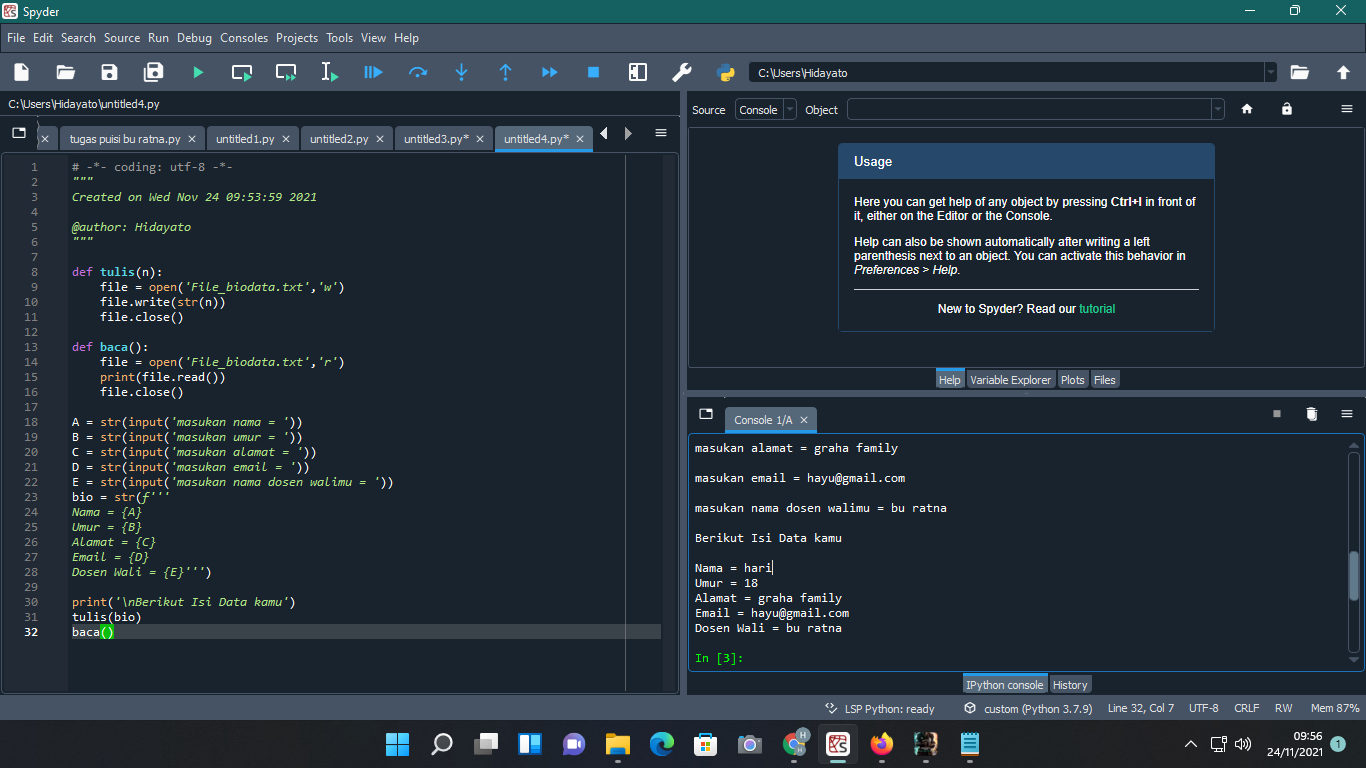 Spyder
File Edit Search Source Run Debug Consoles Projects Tools View Help
C:\Users\Hidayato
C:\Users\Hidayato\untitled4.py
tugas puisi bu ratna.py
untitled1.py
untitled2.py
untitled3.py*
untitled4.py*
1 # -*- coding: utf-8 -*-
2 """
3 Created on Wed Nov 24 09:53:59 2021
4
5 @author: Hidayato
6 """
7
8 def tulis(n):
9     file = open('File_biodata.txt','w')
10     file.write(str(n))
11     file.close()
12
13 def baca():
14     file = open('File_biodata.txt','r')
15     print(file.read())
16     file.close()
17
18 A = str(input('masukan nama = '))
19 B = str(input('masukan umur = '))
20 C = str(input('masukan alamat = '))
21 D = str(input('masukan email = '))
22 E = str(input('masukan nama dosen walimu = '))
23 bio = str(f'''
24 Nama = {A}
25 Umur = {B}
26 Alamat = {C}
27 Email = {D}
28 Dosen Wali = {E}''')
29
30 print('\nBerikut Isi Data kamu')
31 tulis(bio)
32 baca()
Source Console Object
Usage
Here you can get help of any object by pressing Ctrl+I in front of
it, either on the Editor or the Console.
Help can also be shown automatically after writing a left
parenthesis next to an object. You can activate this behavior in
Preferences > Help.
New to Spyder? Read our tutorial
Help Variable Explorer Plots Files
Console 1/A
masukan alamat = graha family
masukan email = hayu@gmail.com
masukan nama dosen walimu = bu ratna
Berikut Isi Data kamu
Nama = hari
Umur = 18
Alamat = graha family
Email = hayu@gmail.com
Dosen Wali = bu ratna
In [3]:
IPython console History
LSP Python: ready custom (Python 3.7.9) Line 32, Col 7 UTF-8 CRLF RW Mem 87%
H
09:56
24/11/2021
1